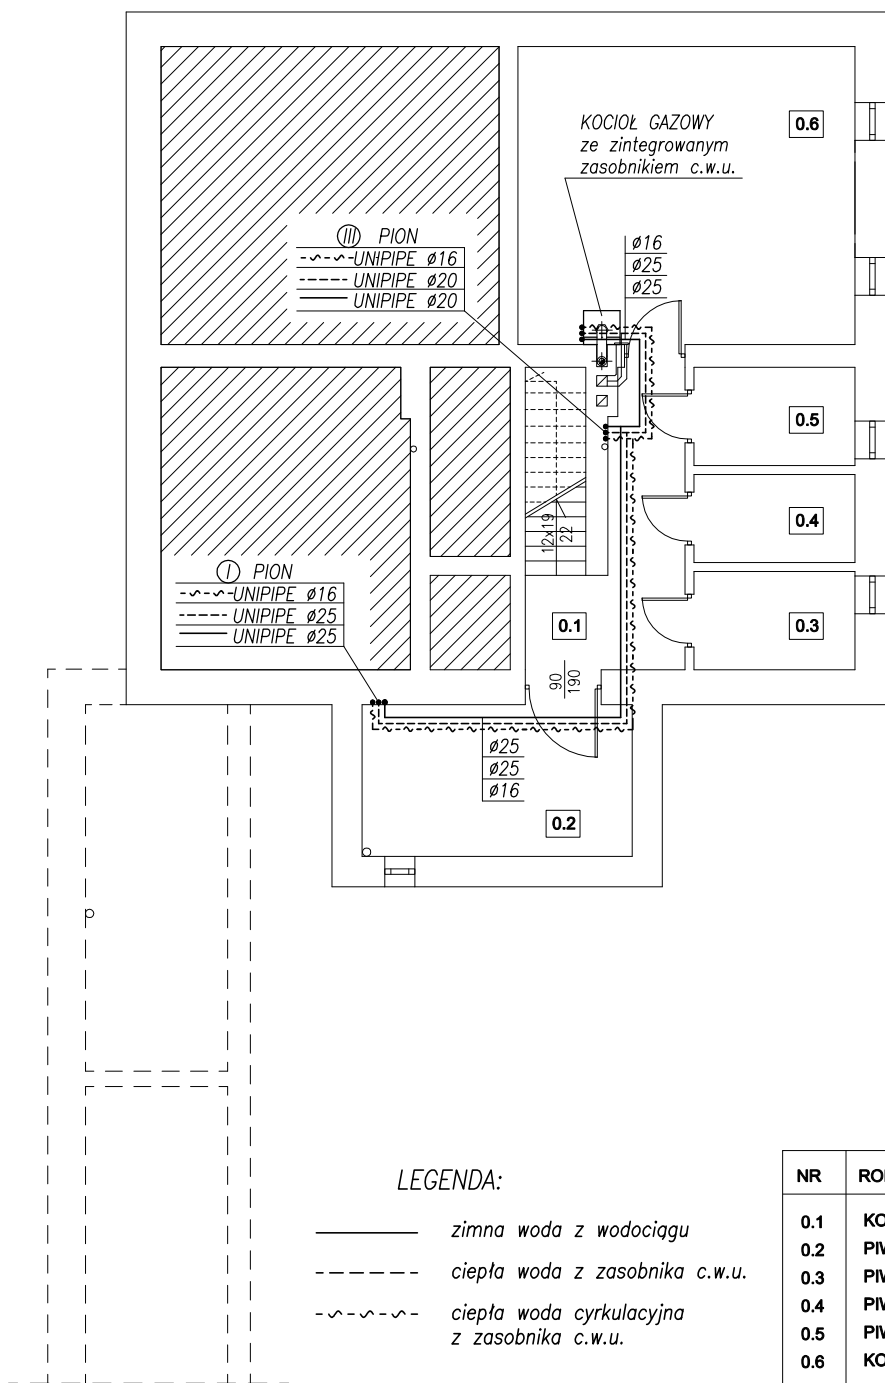 0.6
KOCIOŁ GAZOWY
ze zintegrowanym
zasobnikiem c.w.u.
III PION
UNIPIPE ø16
UNIPIPE ø20
UNIPIPE ø20
ø16
ø25
ø25
0.5
0.4
12x19
22
I PION
UNIPIPE ø16
UNIPIPE ø25
UNIPIPE ø25
0.1
0.3
90
190
ø25
ø25
ø16
0.2
LEGENDA:
zimna woda z wodociągu
ciepła woda z zasobnika c.w.u.
ciepła woda cyrkulacyjna
z zasobnika c.w.u.
NR
0.1 KO
0.2
0.3
0.4
0.5
0.6 KO